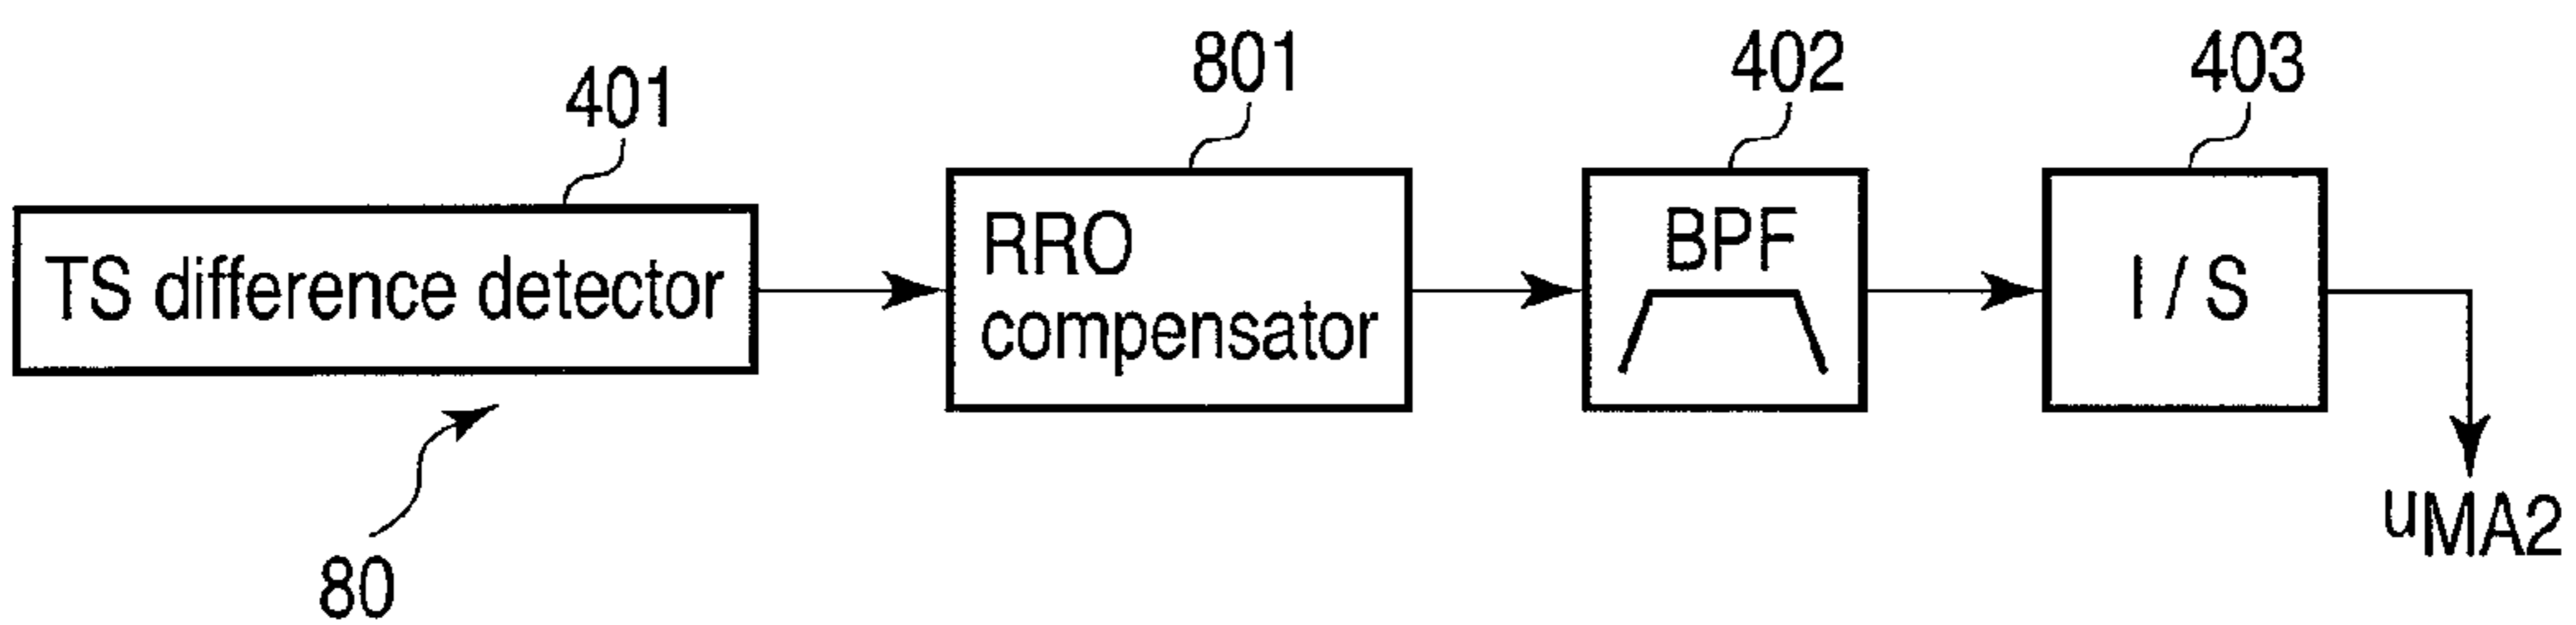 401
801
402
403
TS difference detector
RRO
compensator
BPF
I / S
80
uMA2